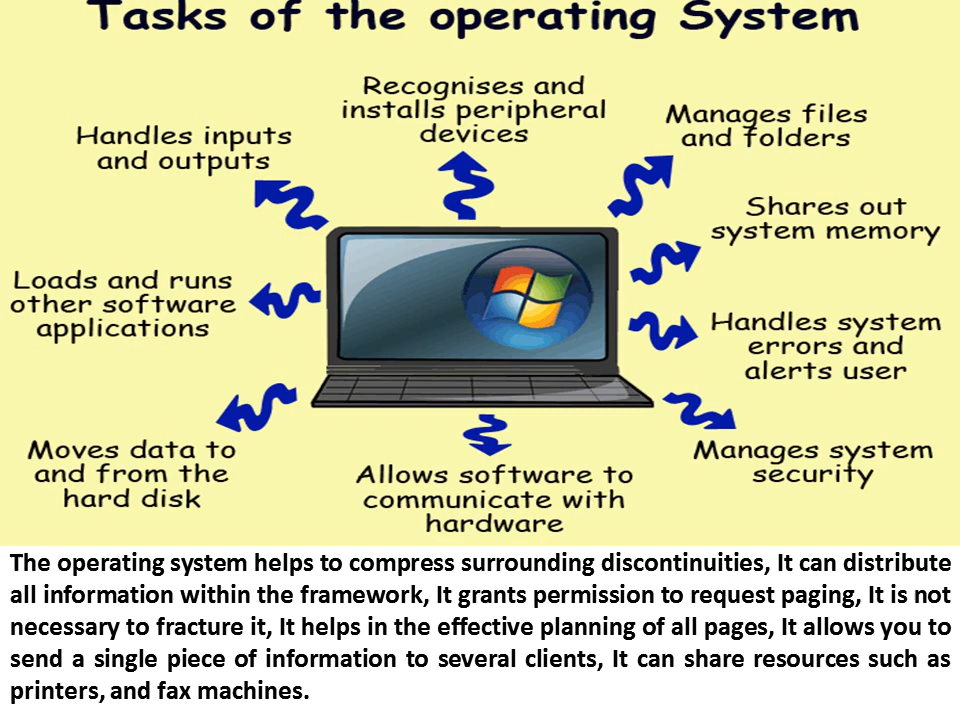 Tasks of the operating System
Recognises and
installs peripheral
devices
Manages files
and folders
Handles inputs
and outputs
Shares out
system memory
Loads and runs
other software
applications
Handles system
errors and
alerts user
Moves data to
and from the
hard disk
Allows software to
communicate with
hardware
Manages system
security
The operating system helps to compress surrounding discontinuities, It can distribute
all information within the framework, It grants permission to request paging, It is not
necessary to fracture it, It helps in the effective planning of all pages, It allows you to
send a single piece of information to several clients, It can share resources such as
printers, and fax machines.